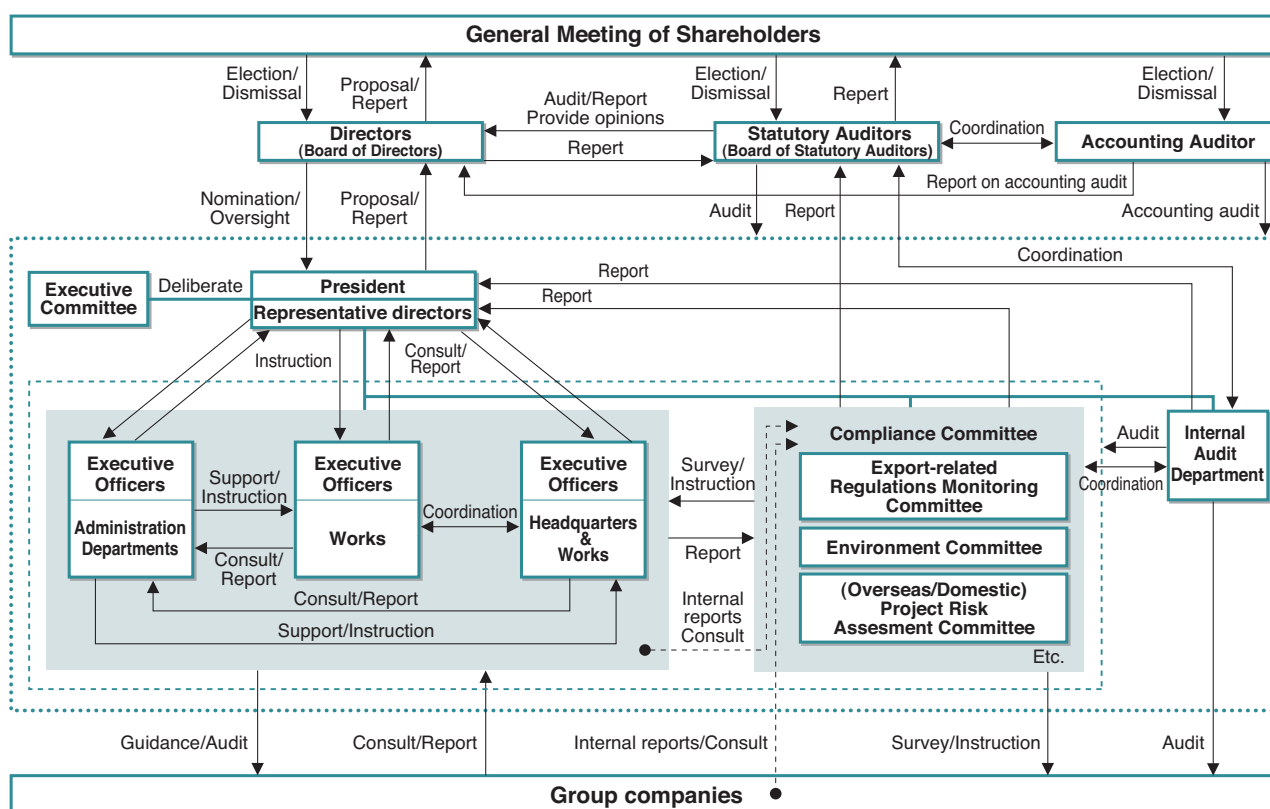 General Meeting of Shareholders
Election/
Dismissal
Proposal/
Repert
Audit/Report
Provide opinions
Election/
Dismissal
Repert
Election/
Dismissal
Directors
(Board of Directors)
Repert
Statutory Auditors
(Board of Statutory Auditors)
Coordination
Accounting Auditor
Nomination/
Oversight
Proposal/
Repert
Audit
Report
Report on accounting audit
Accounting audit
Coordination
Executive
Committee
Deliberate
President
Representative directors
Report
Report
Instruction
Consult/
Report
Executive
Officers
Administration
Departments
Support/
Instruction
Consult/
Report
Executive
Officers
Works
Coordination
Executive
Officers
Headquarters
&
Works
Consult/Report
Support/Instruction
Survey/
Instruction
Report
Internal
reports
Consult
Compliance Committee
Export-related
Regulations Monitoring
Committee
Environment Committee
(Overseas/Domestic)
Project Risk
Assesment Committee
Etc.
Audit
Coordination
Internal
Audit
Department
Guidance/Audit
Consult/Report
Internal reports/Consult
Survey/Instruction
Audit
Group companies